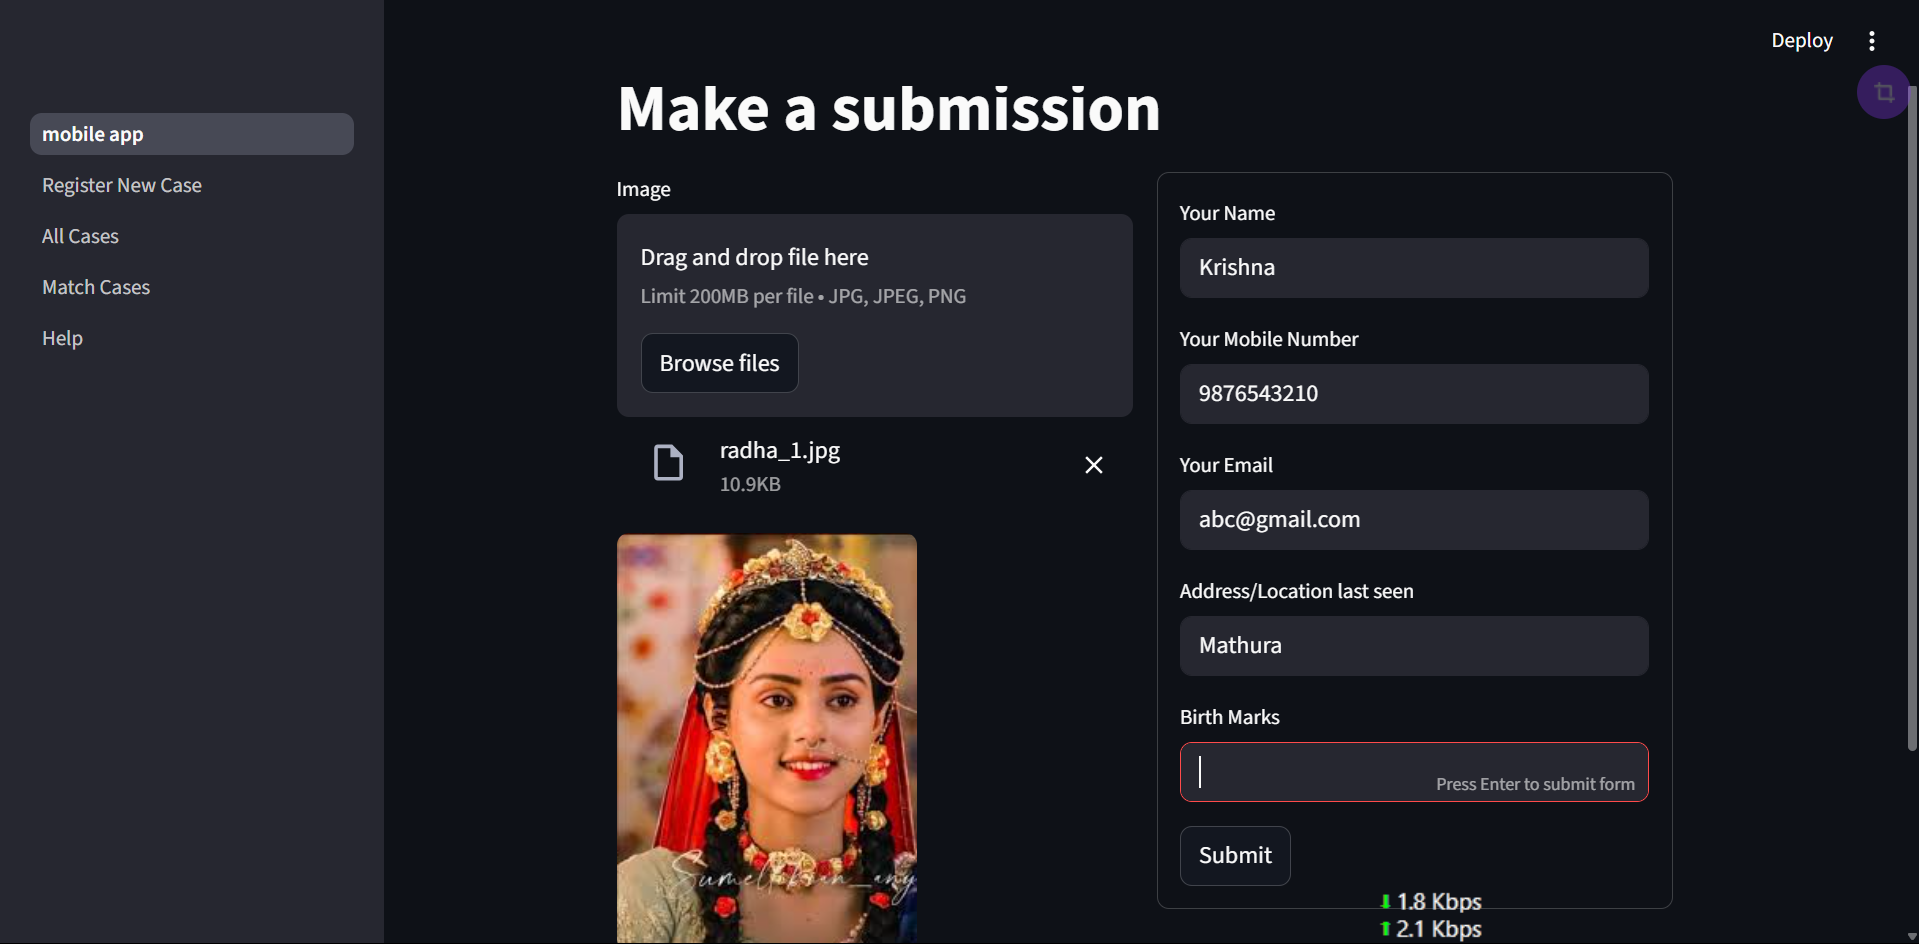 Deploy
mobile app
Register New Case
All Cases
Match Cases
Help
Make a submission
Image
Drag and drop file here
Limit 200MB per file • JPG, JPEG, PNG
Browse files
radha_1.jpg
10.9KB
Your Name
Krishna
Your Mobile Number
9876543210
Your Email
abc@gmail.com
Address/Location last seen
Mathura
Birth Marks
Press Enter to submit form
Submit
1.8 Kbps
2.1 Kbps